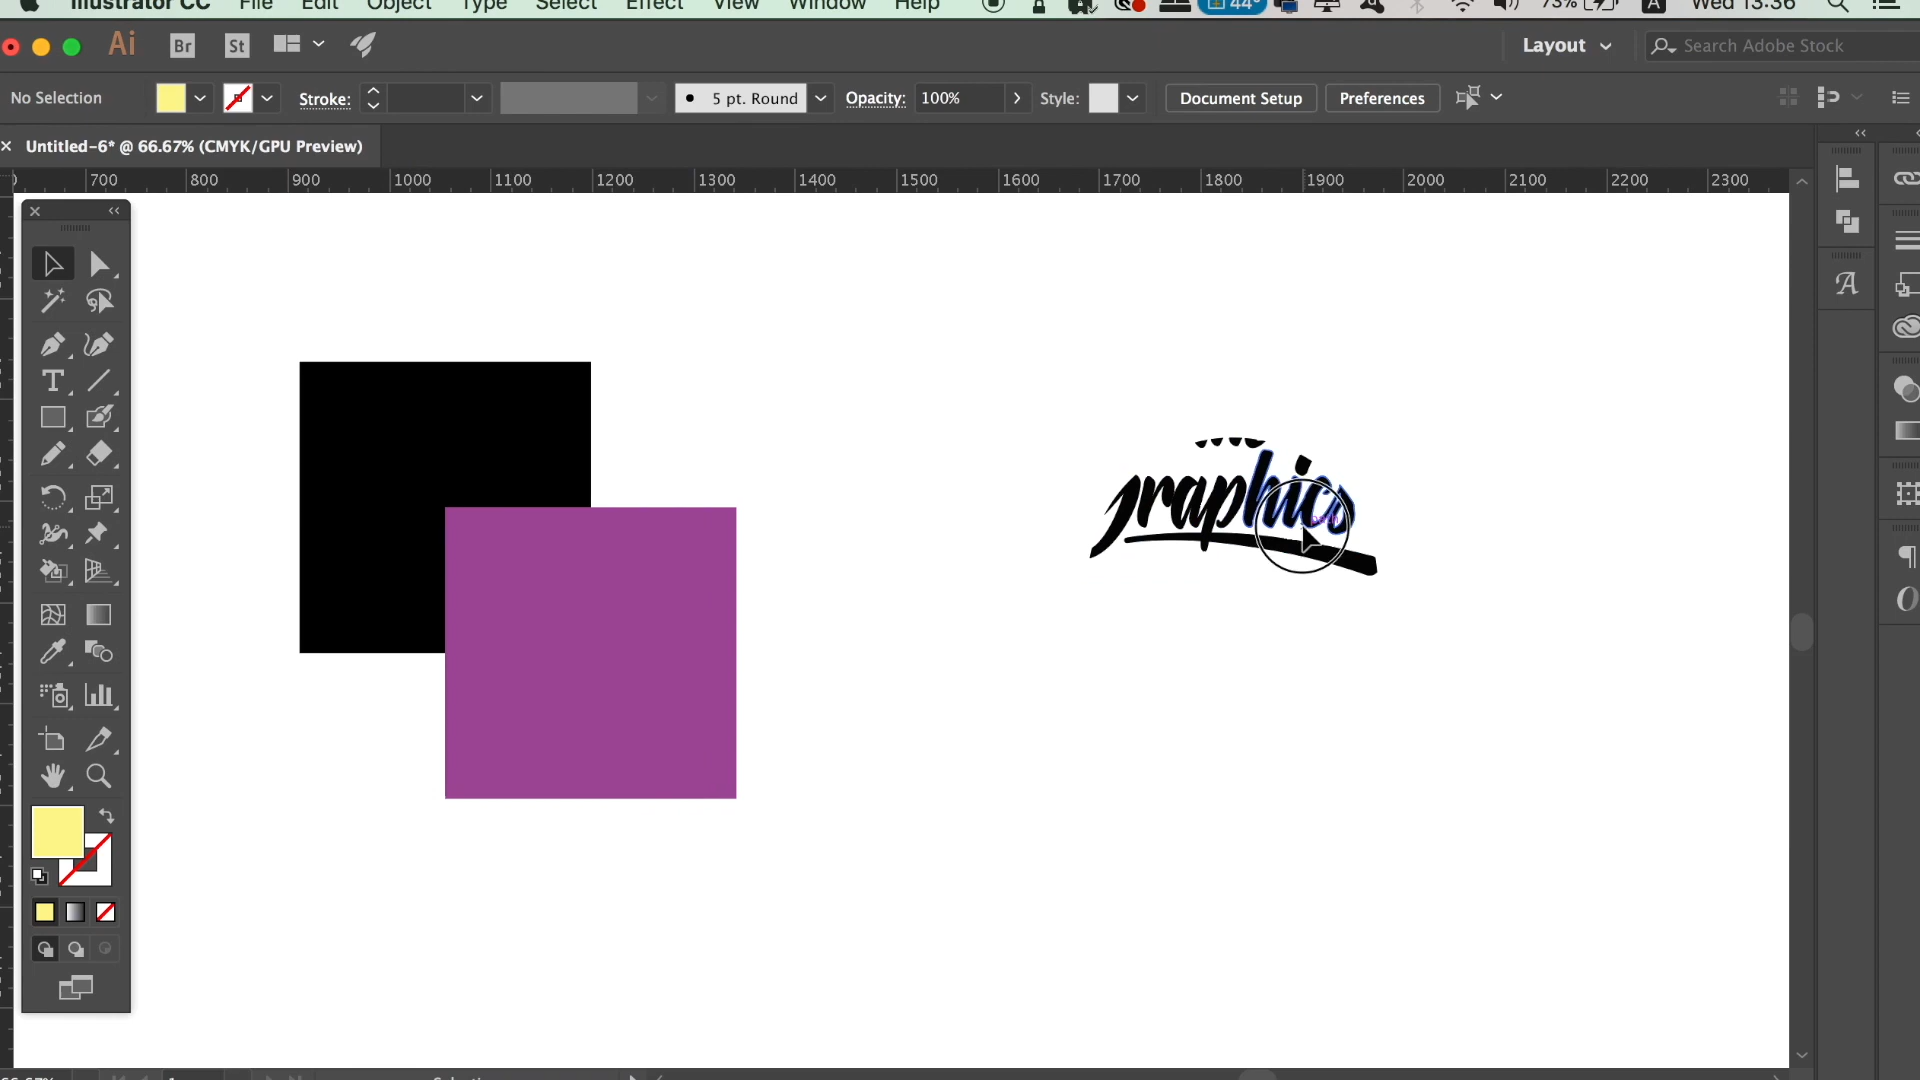 Illustrator CC File Edit Object Type Select Effect View Window Help 44° 73% A Wed 13:36
Ai Br St Layout Search Adobe Stock
No Selection Stroke: 5 pt. Round Opacity: 100% Style: Document Setup Preferences
× Untitled-6* @ 66.67% (CMYK/GPU Preview)
700 800 900 1000 1100 1200 1300 1400 1500 1600 1700 1800 1900 2000 2100 2200 2300
graphics
path